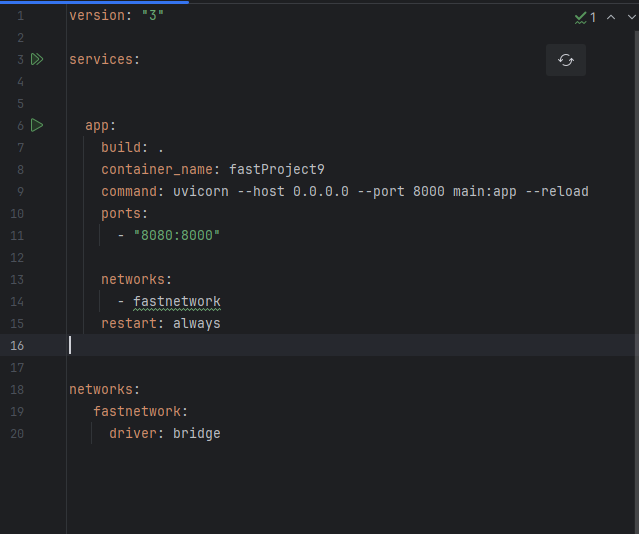 1 version: "3"
2
3 services:
4
5
6 app:
7 build: .
8 container_name: fastProject9
9 command: uvicorn --host 0.0.0.0 --port 8000 main:app --reload
10 ports:
11 - "8080:8000"
12
13 networks:
14 - fastnetwork
15 restart: always
16
17
18 networks:
19 fastnetwork:
20 driver: bridge
1